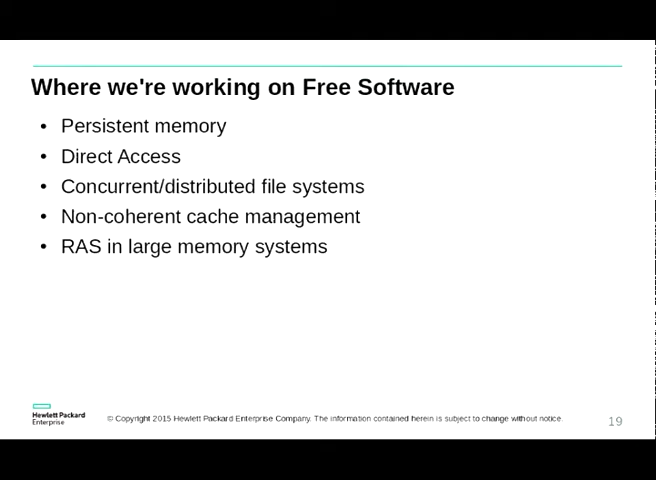 Where we're working on Free Software
• Persistent memory
• Direct Access
• Concurrent/distributed file systems
• Non-coherent cache management
• RAS in large memory systems
Hewlett Packard
Enterprise
© Copyright 2015 Hewlett Packard Enterprise Company. The information contained herein is subject to change without notice.
19